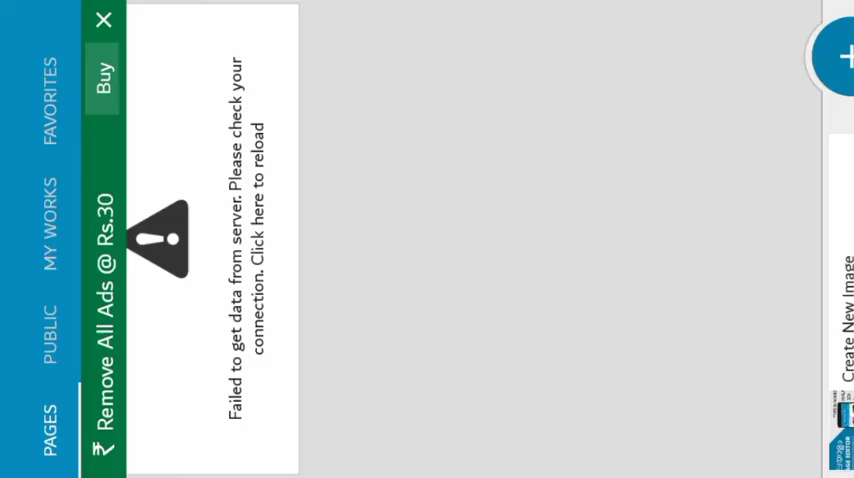 PAGES PUBLIC MY WORKS FAVORITES
₹ Remove All Ads @ Rs.30 Buy
Failed to get data from server. Please check your
connection. Click here to reload
Create New Image